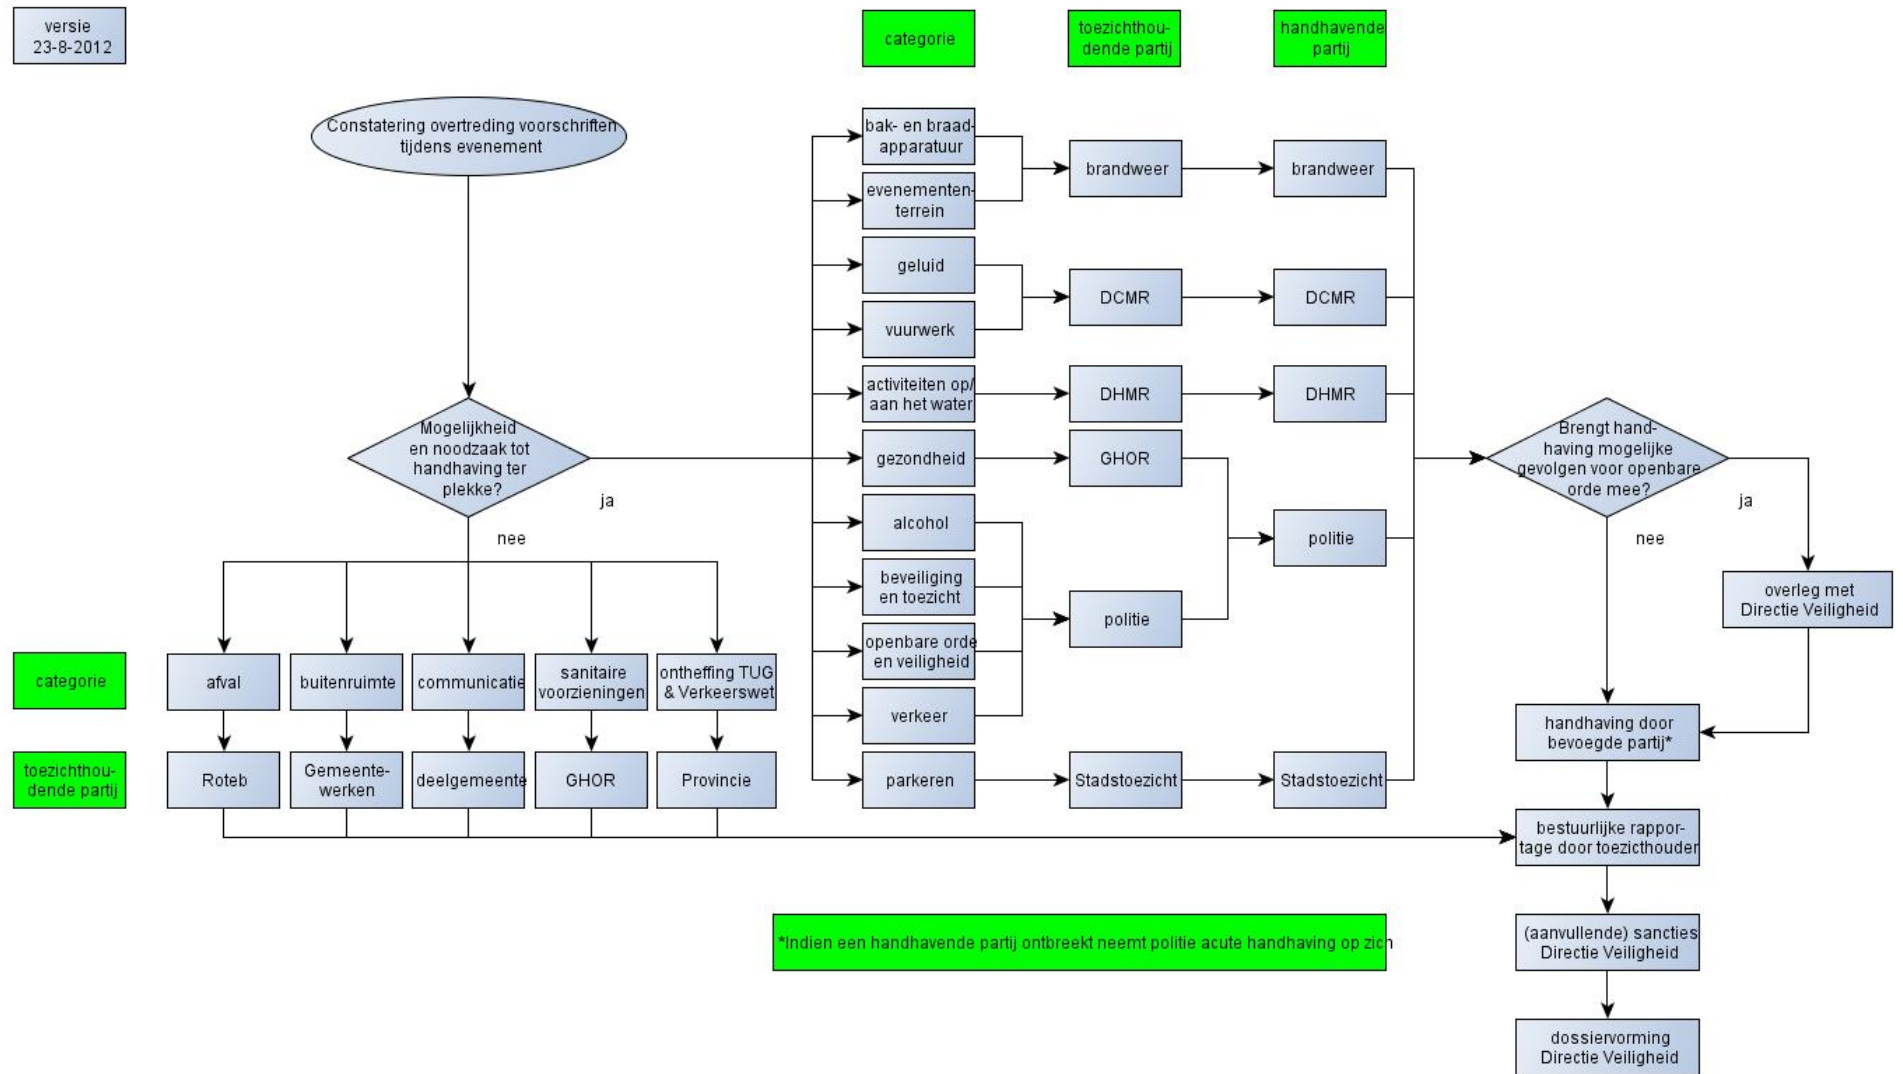 versie
23-8-2012
categorie
toezichthou-
dende partij
handhavende
partij
Constatering overtreding voorschriften
tijdens evenement
Mogelijkheid
en noodzaak tot
handhaving ter
plekke?
ja
nee
bak- en braad-
apparatuur
evenementen-
terrein
brandweer
brandweer
geluid
vuurwerk
DCMR
DCMR
activiteiten op/
aan het water
DHMR
DHMR
gezondheid
GHOR
alcohol
beveiliging
en toezicht
openbare orde
en veiligheid
verkeer
politie
politie
parkeren
Stadstoezicht
Stadstoezicht
Brengt hand-
having mogelijke
gevolgen voor openbare
orde mee?
ja
nee
overleg met
Directie Veiligheid
categorie
afval
buitenruimte
communicatie
sanitaire
voorzieningen
ontheffing TUG
& Verkeerswet
toezichthou-
dende partij
Roteb
Gemeente-
werken
deelgemeente
GHOR
Provincie
handhaving door
bevoegde partij*
bestuurlijke rappor-
tage door toezicthouder
(aanvullende) sancties
Directie Veiligheid
dossiervorming
Directie Veiligheid
*Indien een handhavende partij ontbreekt neemt politie acute handhaving op zich